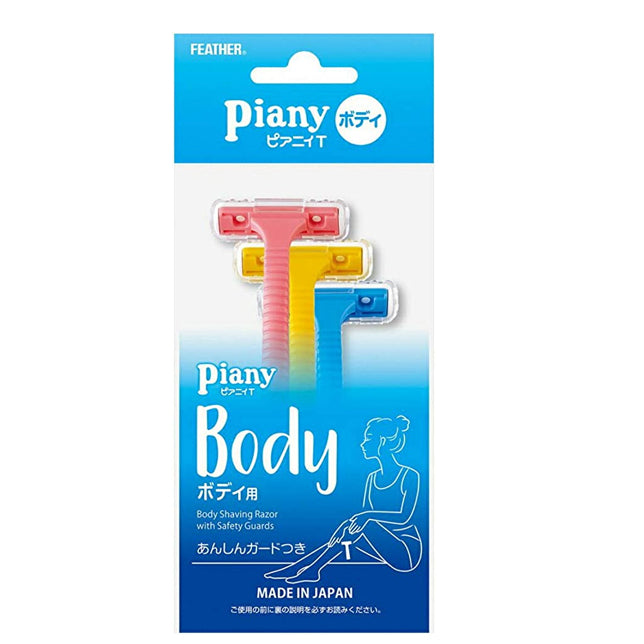 FEATHER®
Piany
ピアニィT
ボディ
Piany
ピアニィT
Body
ボディ用
Body Shaving Razor
with Safety Guards
あんしんガードつき
MADE IN JAPAN
ご使用の前に裏の説明を必ずお読みください。